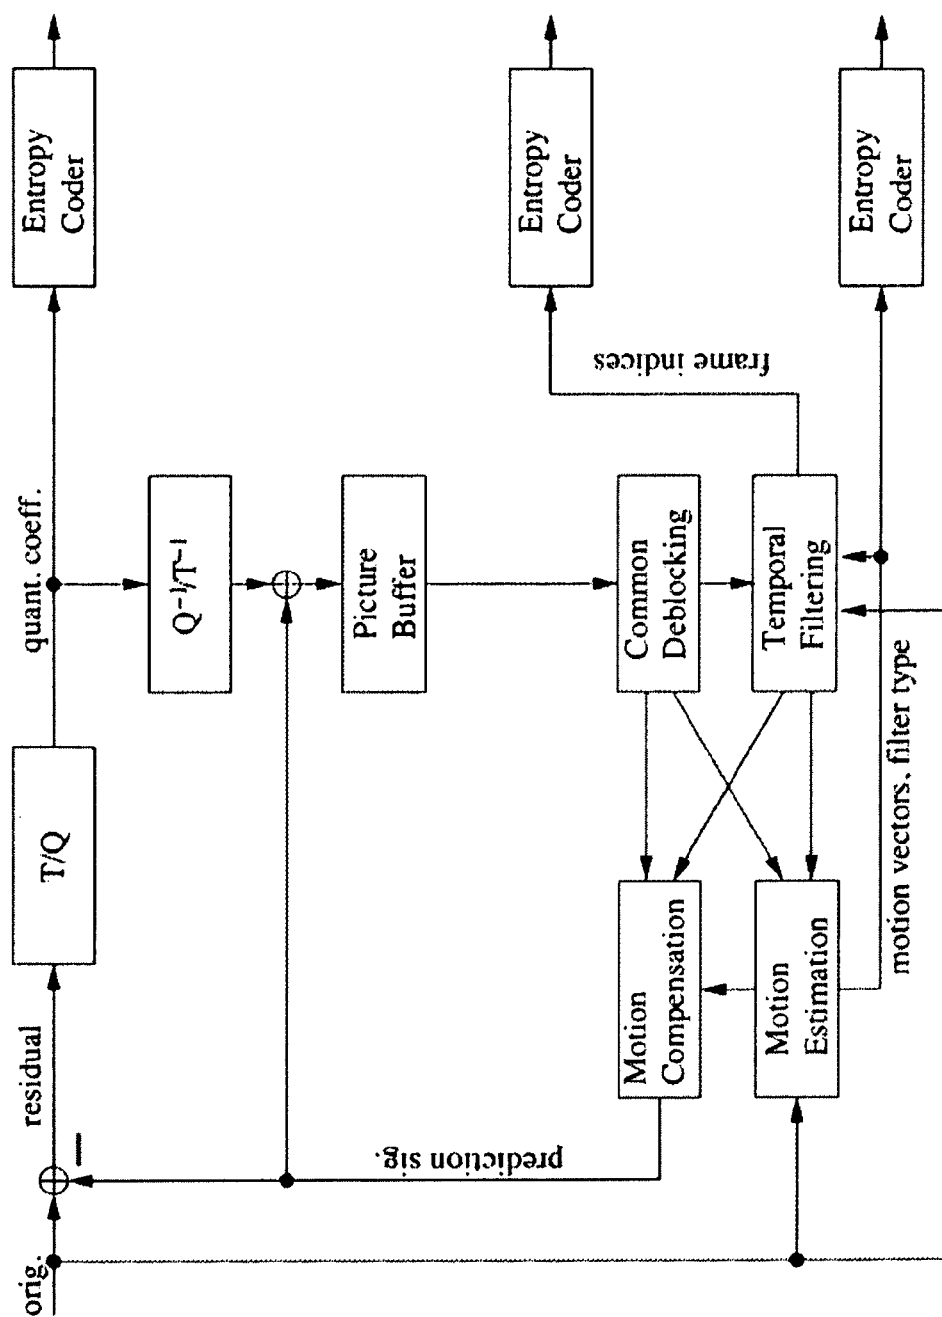 orig.
residual
T/Q
quant. coeff.
Entropy
Coder
Q⁻¹/T⁻¹
Picture
Buffer
prediction sig.
Motion
Compensation
Common
Deblocking
frame indices
Entropy
Coder
Motion
Estimation
Temporal
Filtering
motion vectors, filter type
Entropy
Coder